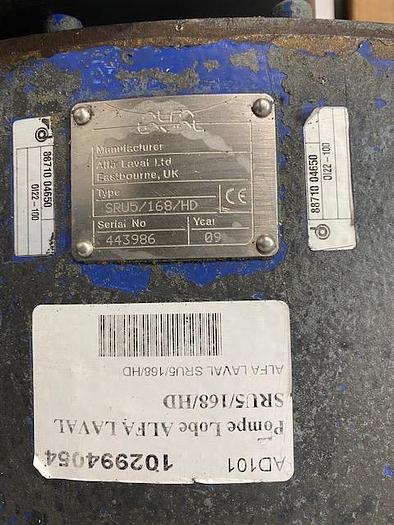 ALFA
LAVAL
Manufacturer
Alfa Laval Ltd
Eastbourne, UK
Type
SRU5/168/HD
CE
Serial No
Year
443986
09
88710 04650
0I22-100
88710 04650
0I22-100
AD101
102994054
Pompe Lobe ALFA LAVAL
SRU5/168/HD
ALFA LAVAL SRU5/168/HD